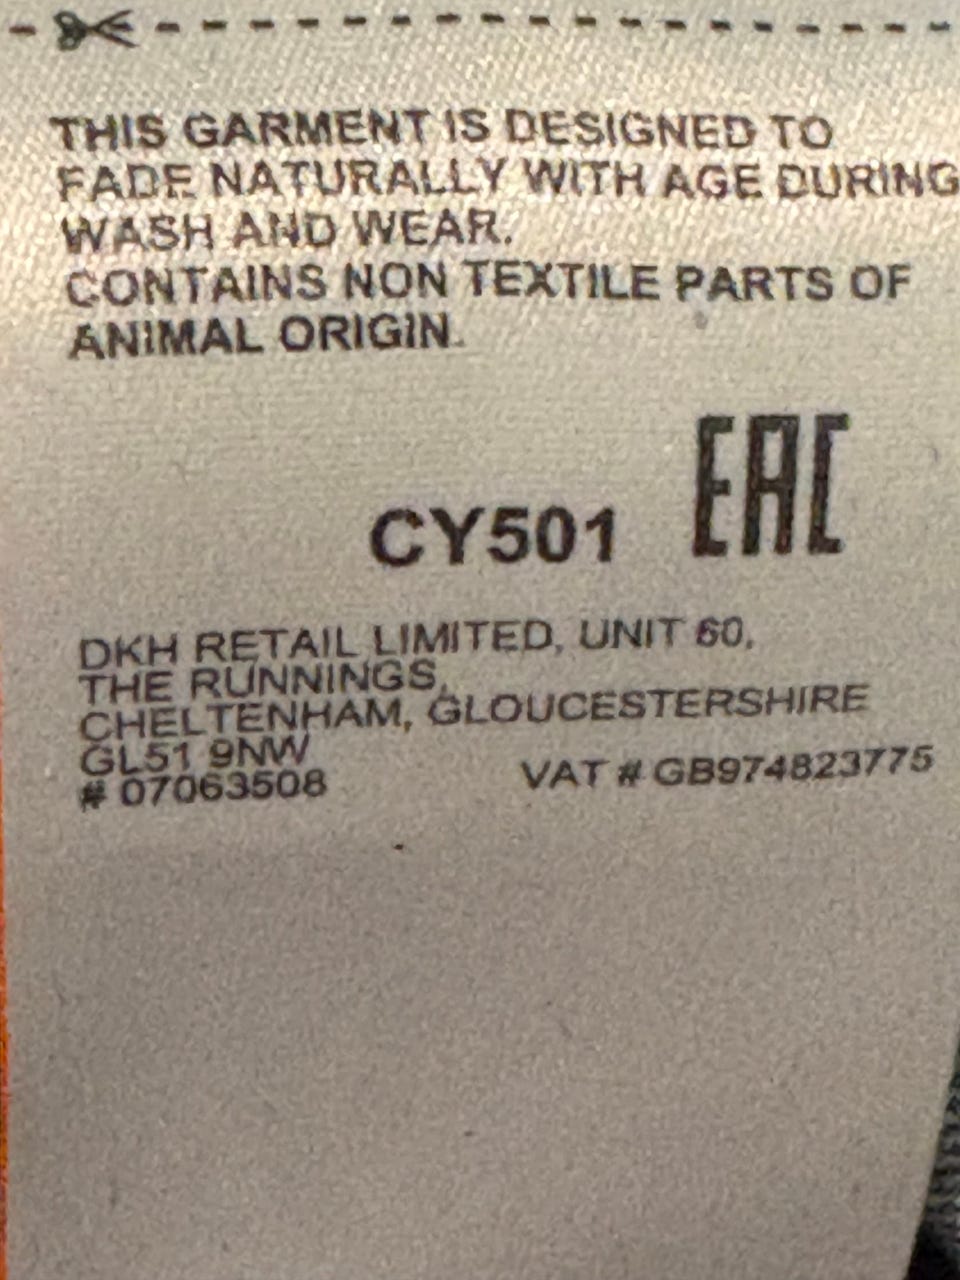 THIS GARMENT IS DESIGNED TO
FADE NATURALLY WITH AGE DURING
WASH AND WEAR.
CONTAINS NON TEXTILE PARTS OF
ANIMAL ORIGIN.
CY501 EAC
DKH RETAIL LIMITED, UNIT 60,
THE RUNNINGS,
CHELTENHAM, GLOUCESTERSHIRE
GL51 9NW
# 07063508 VAT # GB974823775